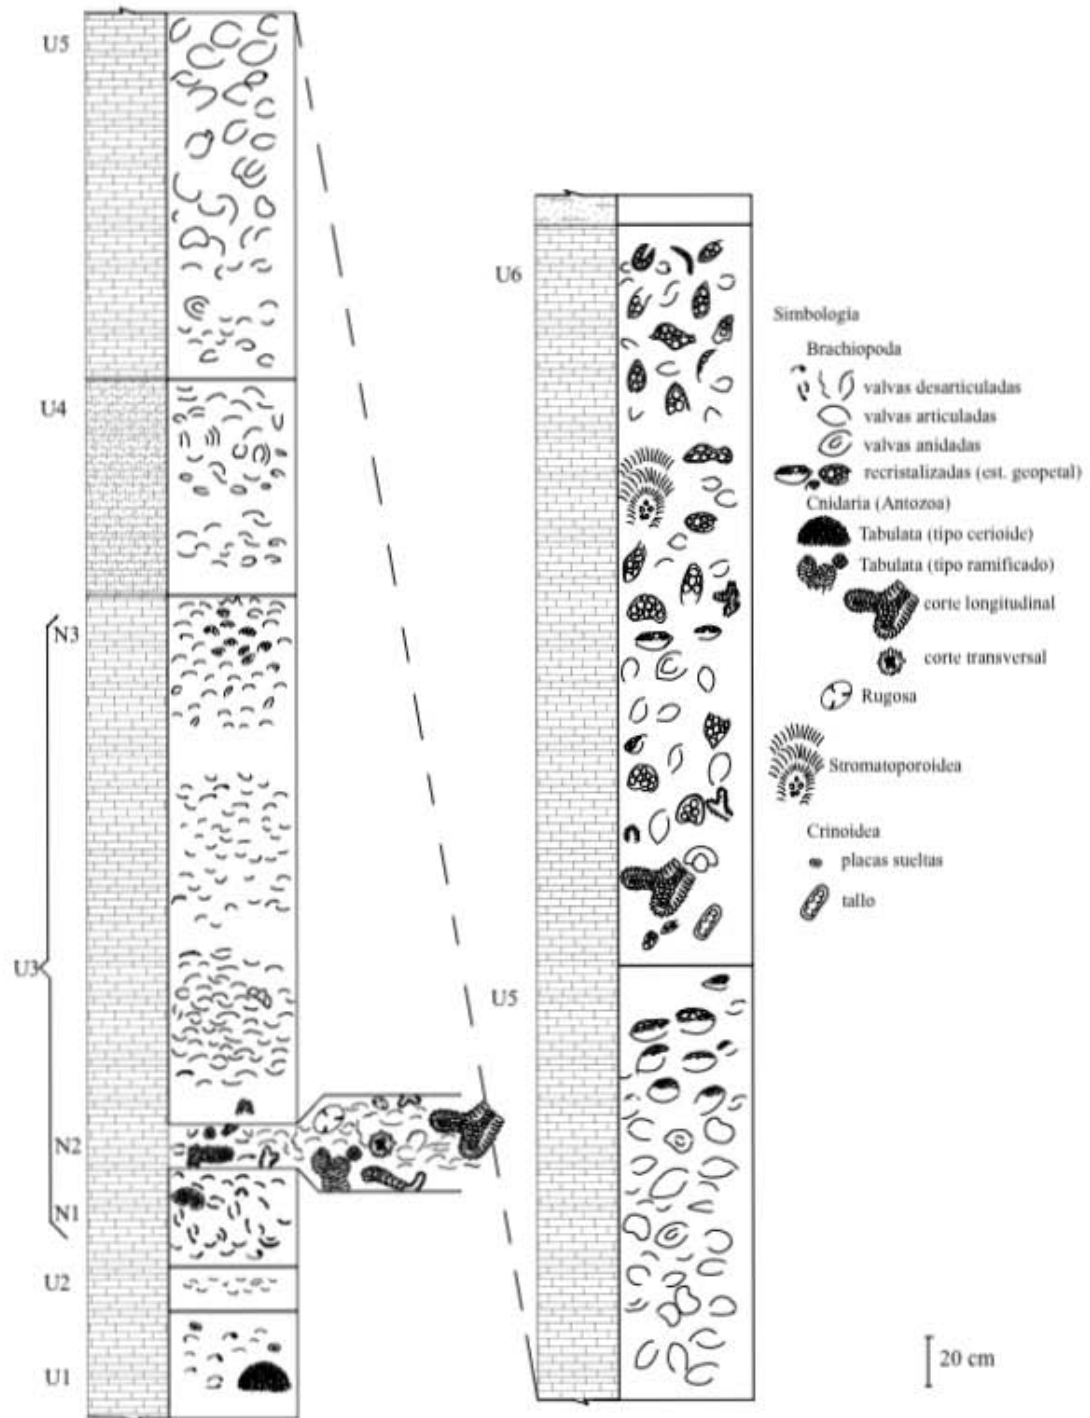 U5
U4
N3
U3
N2
N1
U2
U1
U6
U5
Simbología
Brachiopoda
valvas desarticuladas
valvas articuladas
valvas anidadas
recristalizadas (est. geopetal)
Cnidaria (Antozoa)
Tabulata (tipo cerioide)
Tabulata (tipo ramificado)
corte longitudinal
corte transversal
Rugosa
Stromatoporoidea
Crinoidea
placas sueltas
tallo
20 cm